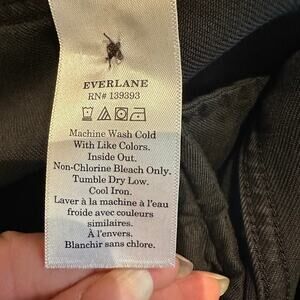 EVERLANE
RN# 139393
Machine Wash Cold
With Like Colors.
Inside Out.
Non-Chlorine Bleach Only.
Tumble Dry Low.
Cool Iron.
Laver à la machine à l'eau
froide avec couleurs
similaires.
À l'envers.
Blanchir sans chlore.